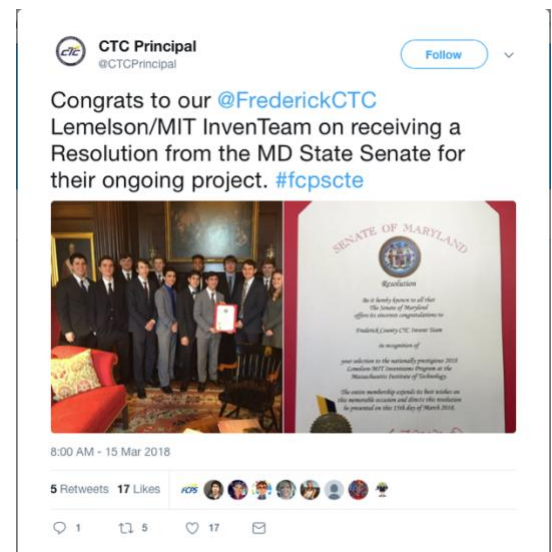 CTC Principal
@CTCPrincipal
Follow
Congrats to our @FrederickCTC
Lemelson/MIT InvenTeam on receiving a
Resolution from the MD State Senate for
their ongoing project. #fcpscte
SENATE OF MARYLAND
Resolution
Be it hereby known to all that
The Senate of Maryland
offers its sincerest congratulations to
Frederick County CTC Invent Team
in recognition of
your selection to the nationally prestigious 2018
Lemelson-MIT Inventeams Program at the
Massachusetts Institute of Technology
The entire membership extends its best wishes on
this memorable occasion and directs this resolution
be presented on this 15th day of March 2018.
8:00 AM - 15 Mar 2018
5 Retweets 17 Likes FCPS
1 5 17